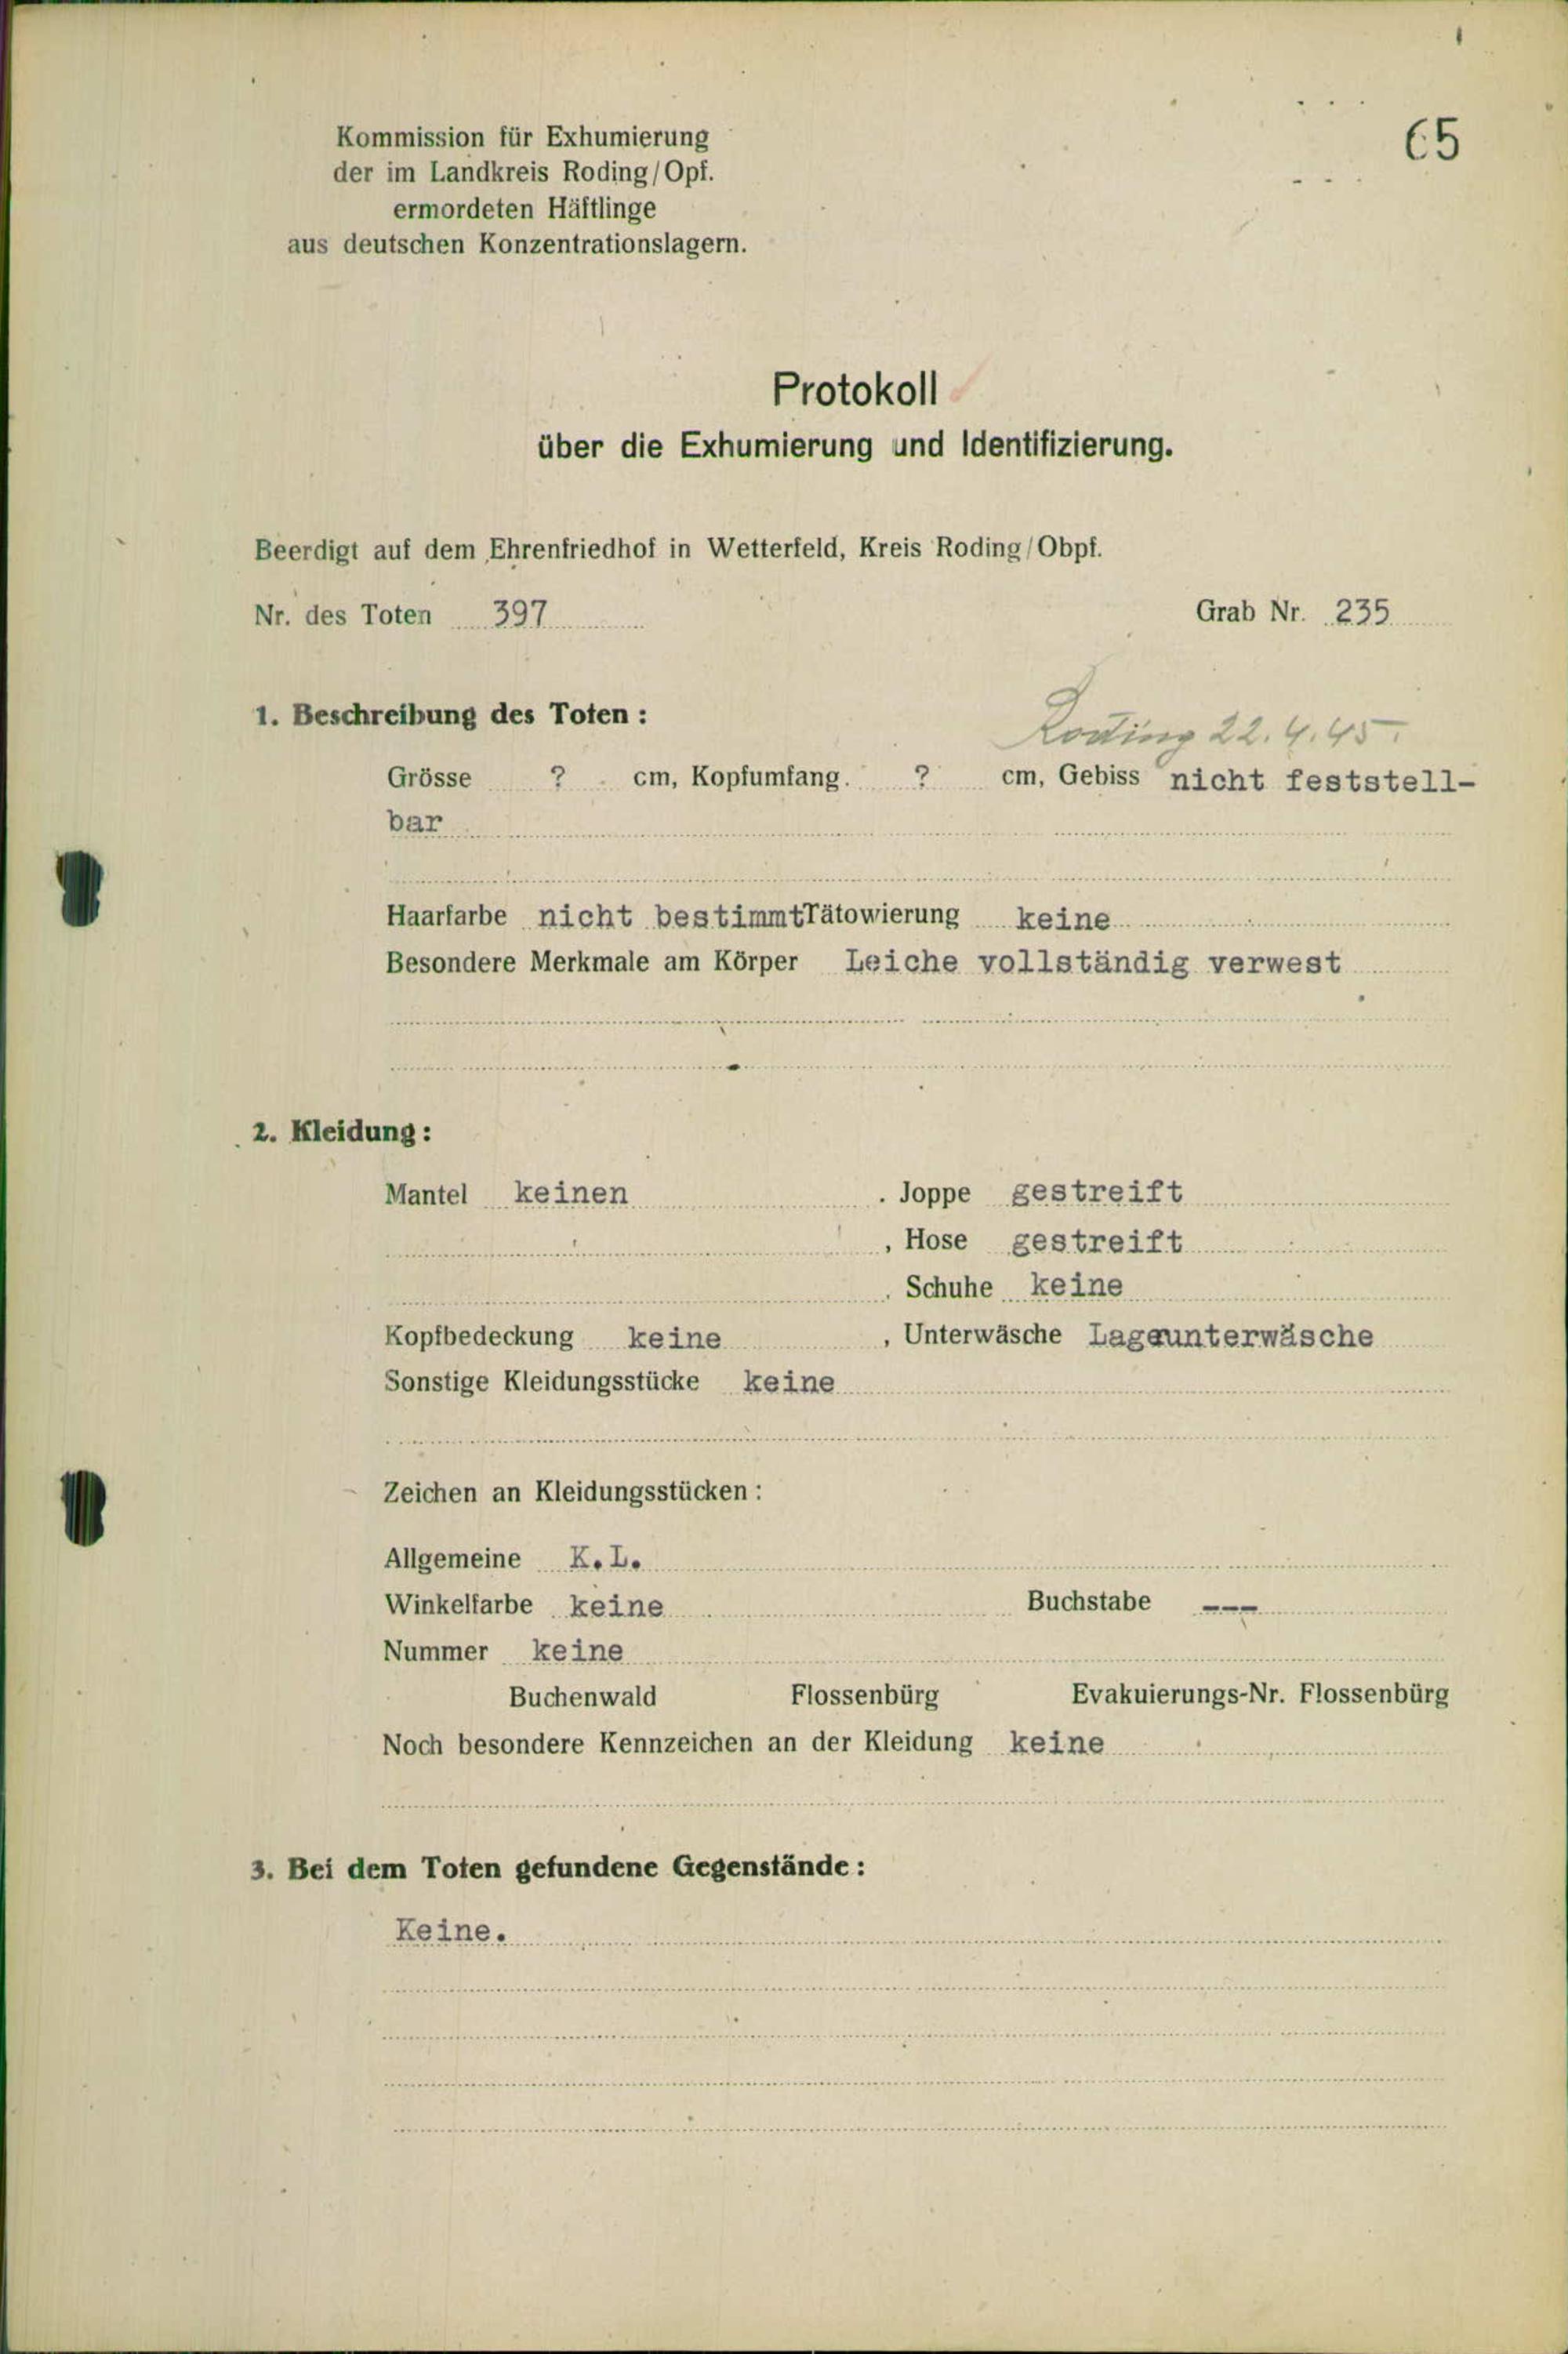 65
Kommission für Exhumierung
der im Landkreis Roding/Opf.
ermordeten Häftlinge
aus deutschen Konzentrationslagern.
Protokoll
über die Exhumierung und Identifizierung.
Beerdigt auf dem Ehrenfriedhof in Wetterfeld, Kreis Roding/Obpf.
Nr. des Toten 397 Grab Nr. 235
1. Beschreibung des Toten :
Roding 22.4.45.
Grösse ? cm, Kopfumfang. ? cm, Gebiss nicht feststell-
bar
Haarfarbe nicht bestimmt Tätowierung keine
Besondere Merkmale am Körper Leiche vollständig verwest
2. Kleidung :
Mantel keinen . Joppe gestreift
, Hose gestreift
, Schuhe keine
Kopfbedeckung keine , Unterwäsche Lagerunterwäsche
Sonstige Kleidungsstücke keine
Zeichen an Kleidungsstücken :
Allgemeine K.L.
Winkelfarbe keine Buchstabe ---
Nummer keine
Buchenwald Flossenbürg Evakuierungs-Nr. Flossenbürg
Noch besondere Kennzeichen an der Kleidung keine
3. Bei dem Toten gefundene Gegenstände :
Keine.